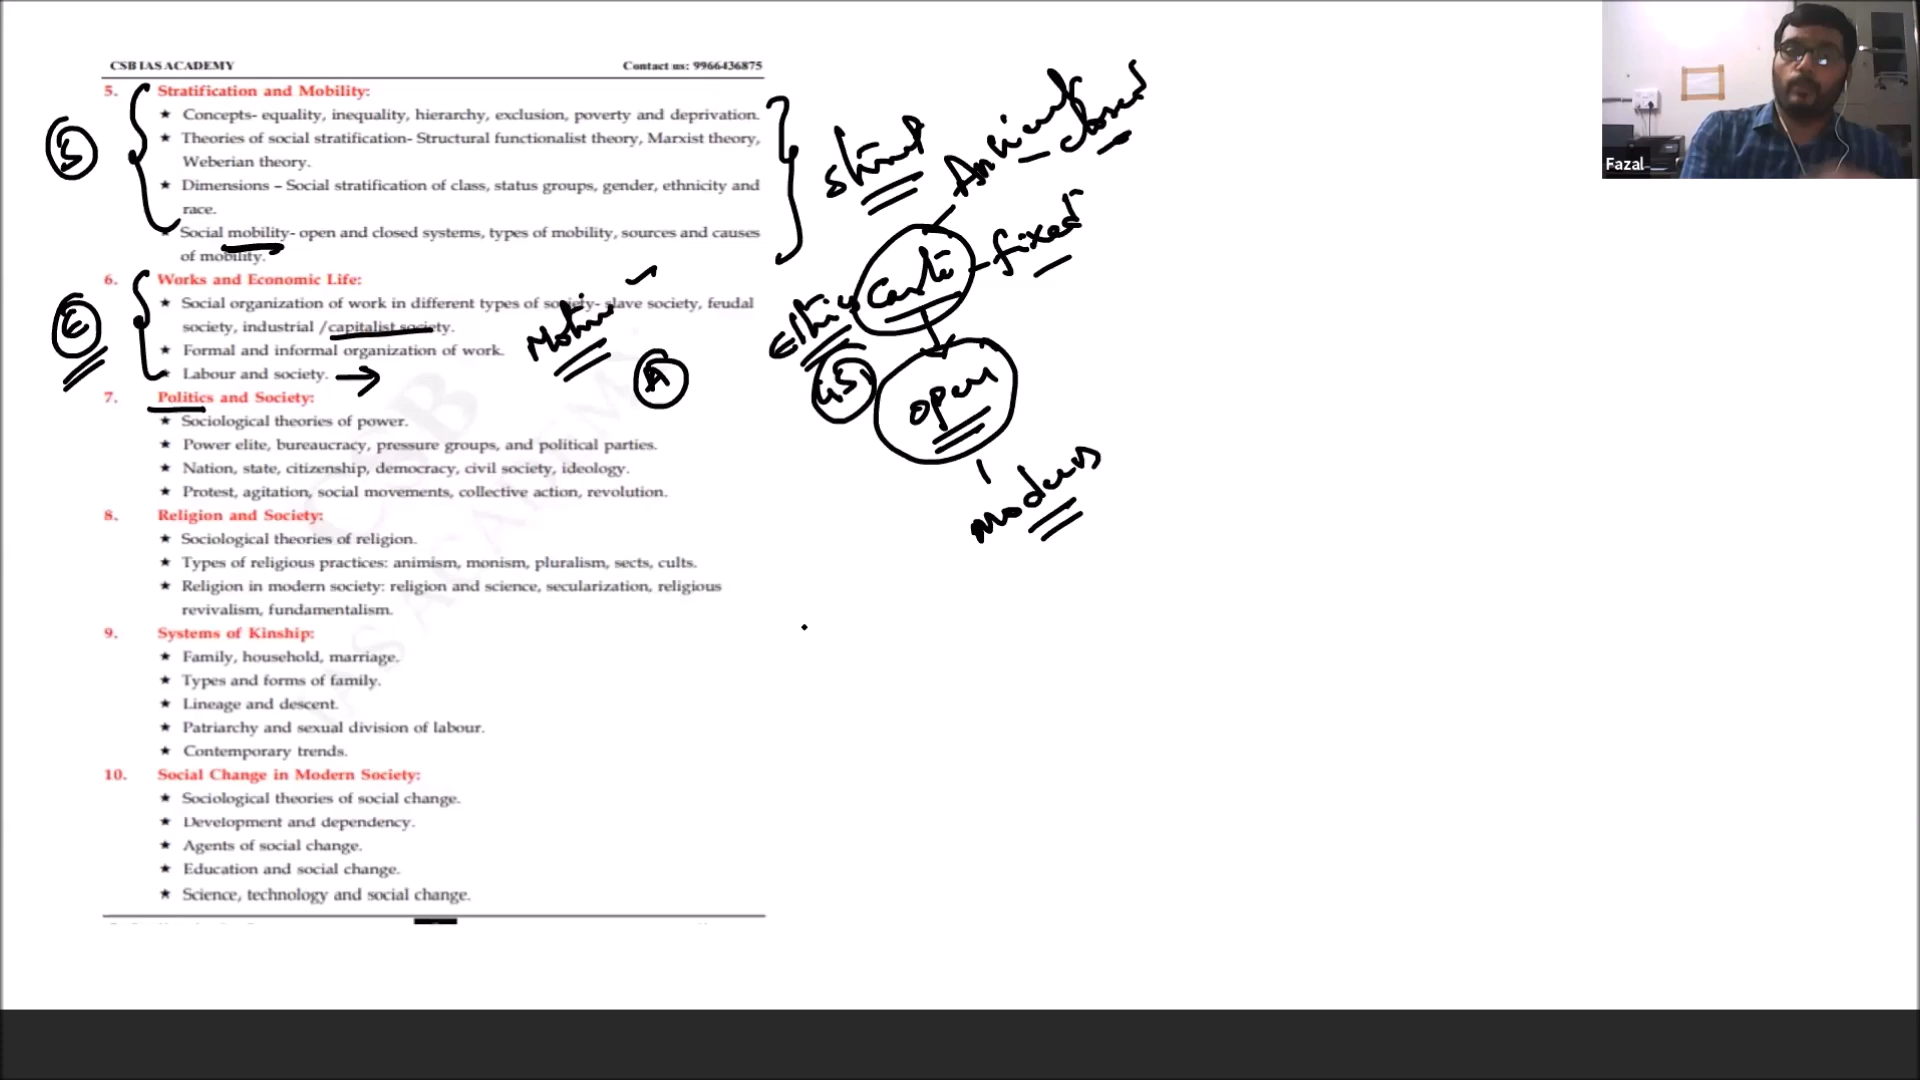 CSB IAS ACADEMY Contact us: 9966436875
5. Stratification and Mobility:
★ Concepts- equality, inequality, hierarchy, exclusion, poverty and deprivation.
★ Theories of social stratification- Structural functionalist theory, Marxist theory,
Weberian theory.
★ Dimensions – Social stratification of class, status groups, gender, ethnicity and
race.
★ Social mobility- open and closed systems, types of mobility, sources and causes
of mobility.
6. Works and Economic Life:
★ Social organization of work in different types of society- slave society, feudal
society, industrial /capitalist society.
★ Formal and informal organization of work.
★ Labour and society.
7. Politics and Society:
★ Sociological theories of power.
★ Power elite, bureaucracy, pressure groups, and political parties.
★ Nation, state, citizenship, democracy, civil society, ideology.
★ Protest, agitation, social movements, collective action, revolution.
8. Religion and Society:
★ Sociological theories of religion.
★ Types of religious practices: animism, monism, pluralism, sects, cults.
★ Religion in modern society: religion and science, secularization, religious
revivalism, fundamentalism.
9. Systems of Kinship:
★ Family, household, marriage.
★ Types and forms of family.
★ Lineage and descent.
★ Patriarchy and sexual division of labour.
★ Contemporary trends.
10. Social Change in Modern Society:
★ Sociological theories of social change.
★ Development and dependency.
★ Agents of social change.
★ Education and social change.
★ Science, technology and social change.
CSB
IAS ACADEMY
S
E
A
Ancient
closed
Caste
fixed
open
modern
Fazal